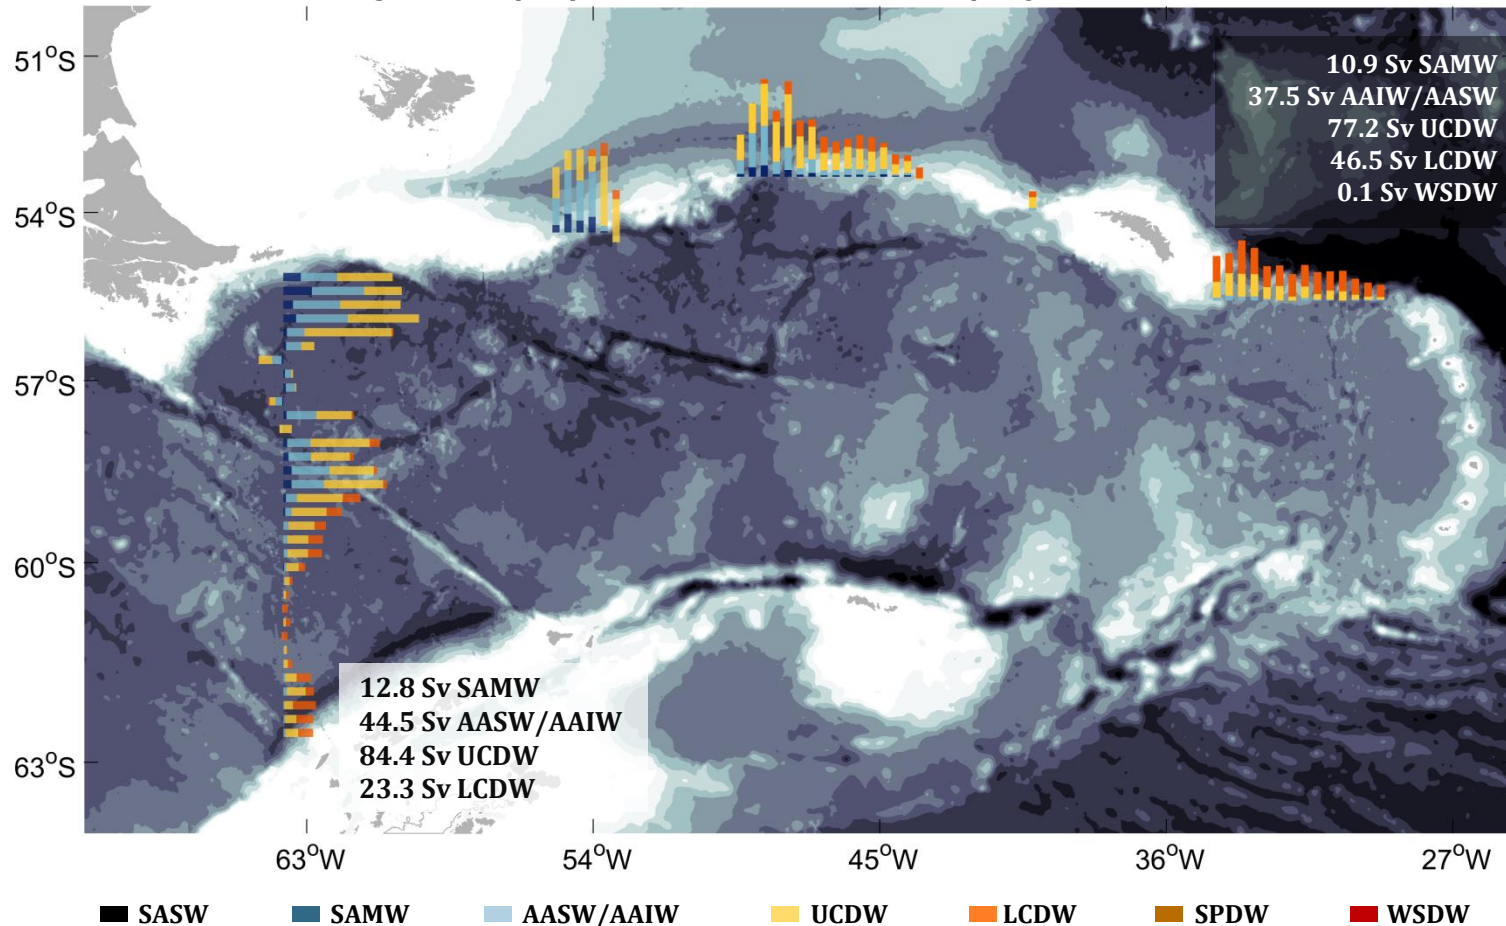 51°S
54°S
57°S
60°S
63°S
10.9 Sv SAMW
37.5 Sv AAIW/AASW
77.2 Sv UCDW
46.5 Sv LCDW
0.1 Sv WSDW
12.8 Sv SAMW
44.5 Sv AASW/AAIW
84.4 Sv UCDW
23.3 Sv LCDW
63°W 54°W 45°W 36°W 27°W
SASW SAMW AASW/AAIW UCDW LCDW SPDW WSDW